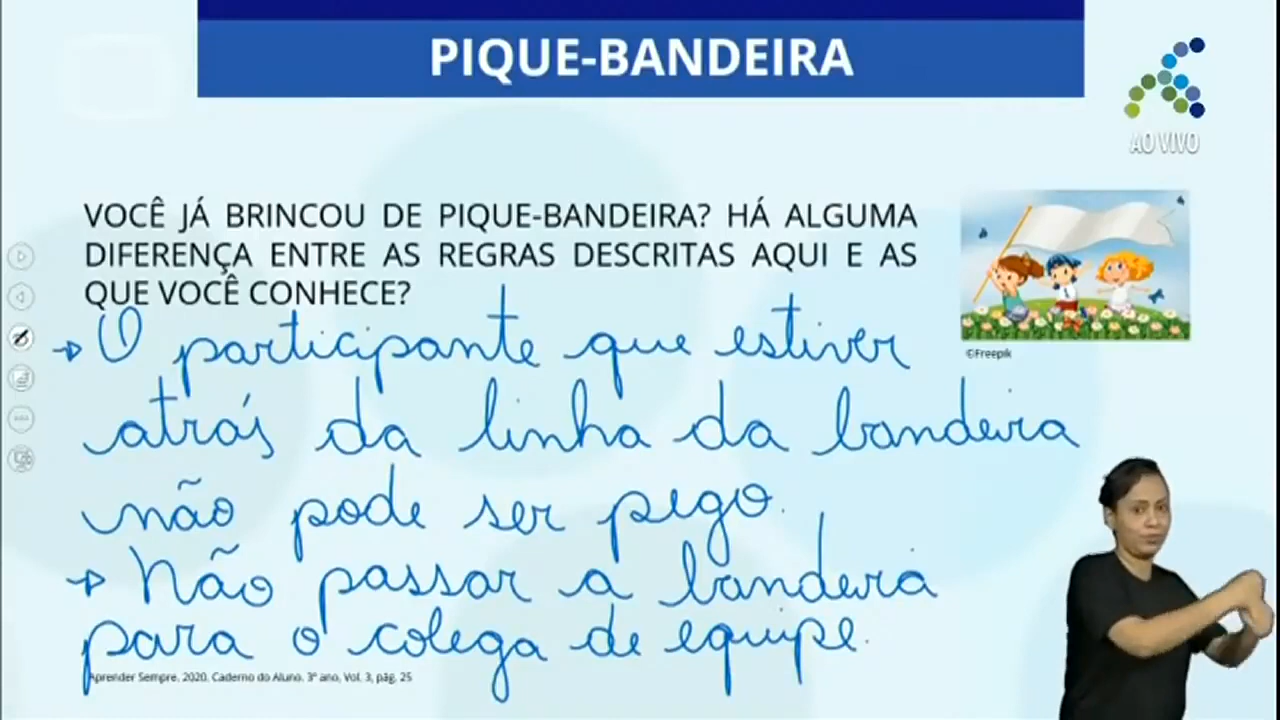 PIQUE-BANDEIRA
AO VIVO
VOCÊ JÁ BRINCOU DE PIQUE-BANDEIRA? HÁ ALGUMA
DIFERENÇA ENTRE AS REGRAS DESCRITAS AQUI E AS
QUE VOCÊ CONHECE?
©Freepik
→ O participante que estiver
atrás da linha da bandeira
não pode ser pego.
→ Não passar a bandeira
para o colega de equipe.
Aprender Sempre, 2020. Caderno do Aluno. 3º ano, Vol. 3, pág. 25